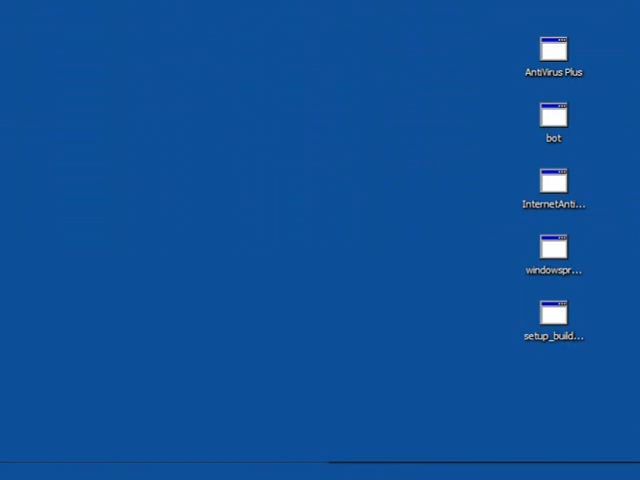 AntiVirus Plus
bot
InternetAnti...
windowspr...
setup_build...